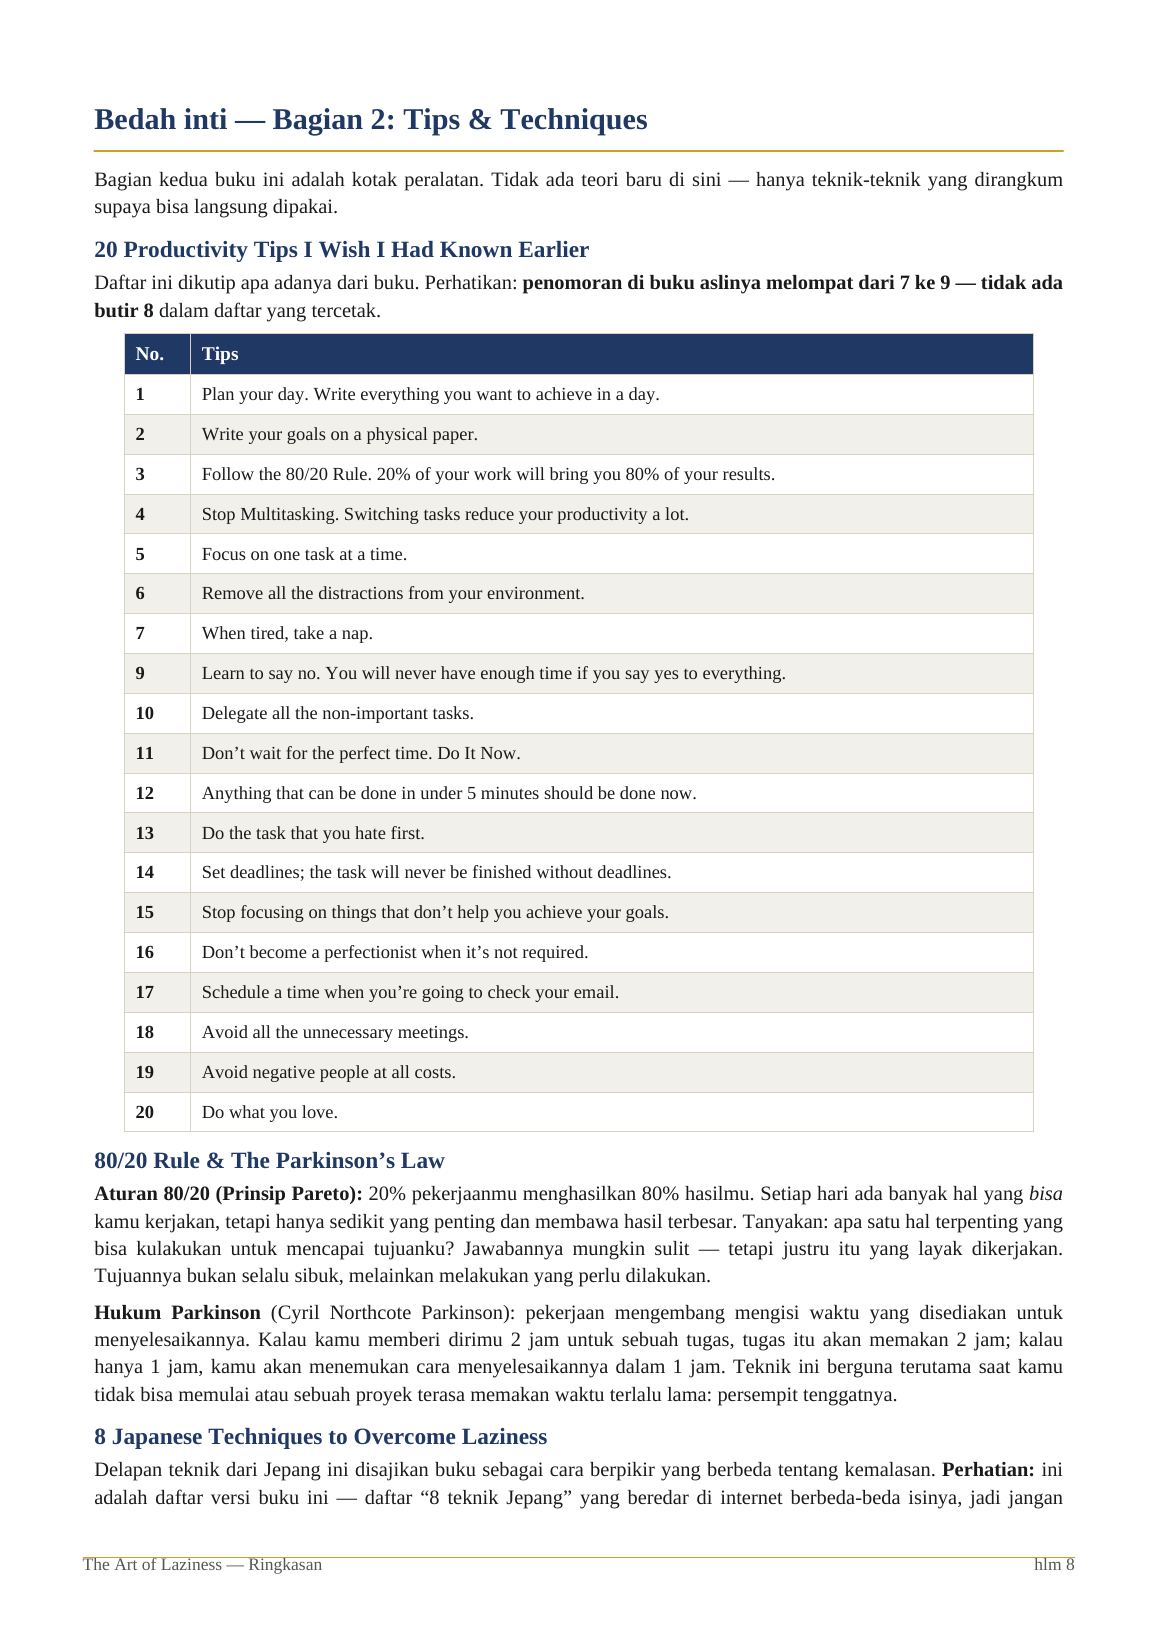 Bedah inti — Bagian 2: Tips & Techniques
Bagian kedua buku ini adalah kotak peralatan. Tidak ada teori baru di sini — hanya teknik-teknik yang dirangkum
supaya bisa langsung dipakai.
20 Productivity Tips I Wish I Had Known Earlier
Daftar ini dikutip apa adanya dari buku. Perhatikan: penomoran di buku aslinya melompat dari 7 ke 9 — tidak ada
butir 8 dalam daftar yang tercetak.
No. Tips
1 Plan your day. Write everything you want to achieve in a day.
2 Write your goals on a physical paper.
3 Follow the 80/20 Rule. 20% of your work will bring you 80% of your results.
4 Stop Multitasking. Switching tasks reduce your productivity a lot.
5 Focus on one task at a time.
6 Remove all the distractions from your environment.
7 When tired, take a nap.
9 Learn to say no. You will never have enough time if you say yes to everything.
10 Delegate all the non-important tasks.
11 Don’t wait for the perfect time. Do It Now.
12 Anything that can be done in under 5 minutes should be done now.
13 Do the task that you hate first.
14 Set deadlines; the task will never be finished without deadlines.
15 Stop focusing on things that don’t help you achieve your goals.
16 Don’t become a perfectionist when it’s not required.
17 Schedule a time when you’re going to check your email.
18 Avoid all the unnecessary meetings.
19 Avoid negative people at all costs.
20 Do what you love.
80/20 Rule & The Parkinson’s Law
Aturan 80/20 (Prinsip Pareto): 20% pekerjaanmu menghasilkan 80% hasilmu. Setiap hari ada banyak hal yang bisa
kamu kerjakan, tetapi hanya sedikit yang penting dan membawa hasil terbesar. Tanyakan: apa satu hal terpenting yang
bisa kulakukan untuk mencapai tujuanku? Jawabannya mungkin sulit — tetapi justru itu yang layak dikerjakan.
Tujuannya bukan selalu sibuk, melainkan melakukan yang perlu dilakukan.
Hukum Parkinson (Cyril Northcote Parkinson): pekerjaan mengembang mengisi waktu yang disediakan untuk
menyelesaikannya. Kalau kamu memberi dirimu 2 jam untuk sebuah tugas, tugas itu akan memakan 2 jam; kalau
hanya 1 jam, kamu akan menemukan cara menyelesaikannya dalam 1 jam. Teknik ini berguna terutama saat kamu
tidak bisa memulai atau sebuah proyek terasa memakan waktu terlalu lama: persempit tenggatnya.
8 Japanese Techniques to Overcome Laziness
Delapan teknik dari Jepang ini disajikan buku sebagai cara berpikir yang berbeda tentang kemalasan. Perhatian: ini
adalah daftar versi buku ini — daftar “8 teknik Jepang” yang beredar di internet berbeda-beda isinya, jadi jangan
The Art of Laziness — Ringkasan
hlm 8